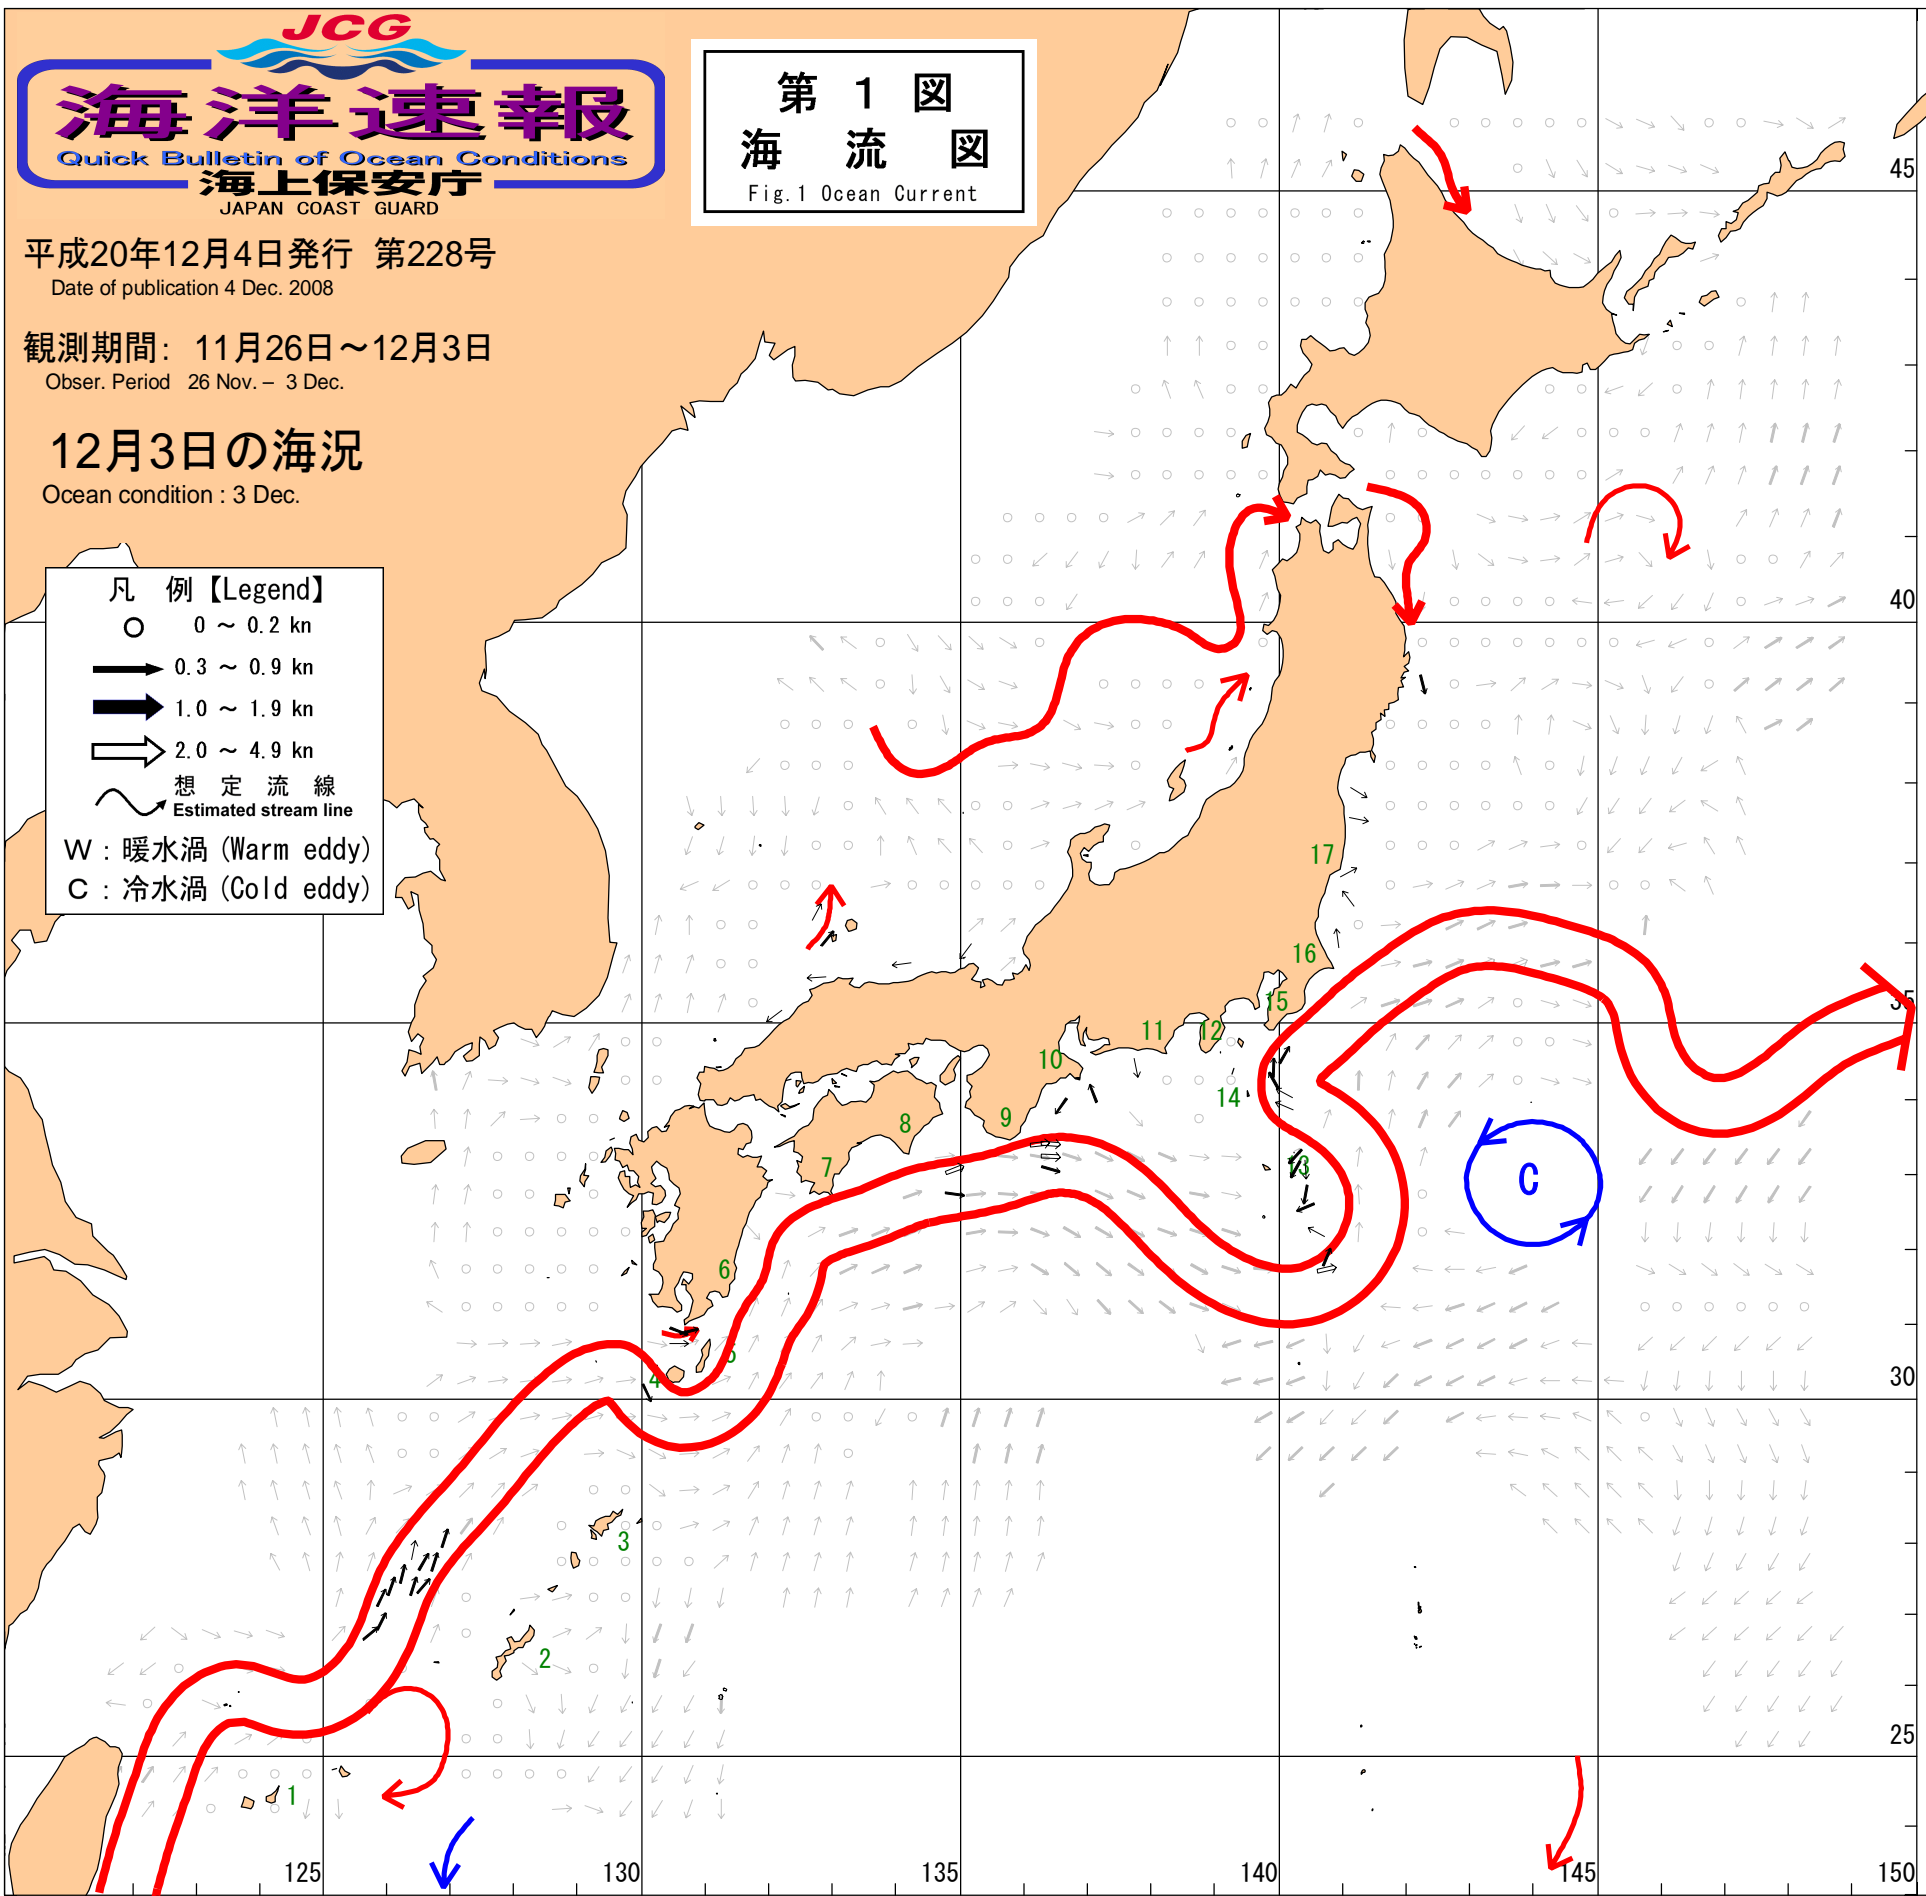 JCG
海洋速報
Quick Bulletin of Ocean Conditions
海上保安庁
JAPAN COAST GUARD
第 1 図
海 流 図
Fig.1 Ocean Current
平成20年12月4日発行 第228号
Date of publication 4 Dec. 2008
観測期間: 11月26日～12月3日
Obser. Period 26 Nov. – 3 Dec.
12月3日の海況
Ocean condition : 3 Dec.
凡 例【Legend】
0 ～ 0.2 kn
0.3 ～ 0.9 kn
1.0 ～ 1.9 kn
2.0 ～ 4.9 kn
想 定 流 線
Estimated stream line
W : 暖水渦 (Warm eddy)
C : 冷水渦 (Cold eddy)
45
40
35
30
25
17
16
15
12
11
10
14
9
8
7
13
C
6
5
4
3
2
1
125
130
135
140
145
150